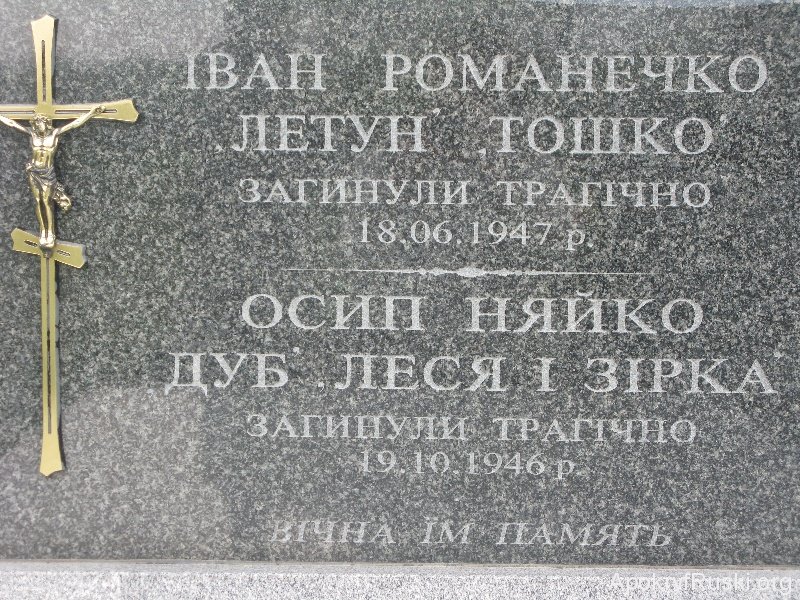 ІВАН РОМАНЕЧКО
„ЛЕТУН" „ТОШКО"
ЗАГИНУЛИ ТРАГІЧНО
18.06.1947 р.
ОСИП НЯЙКО
„ДУБ" „ЛЕСЯ І ЗІРКА"
ЗАГИНУЛИ ТРАГІЧНО
19.10.1946 р.
ВІЧНА ЇМ ПАМЯТЬ
ApokryfRuski.org